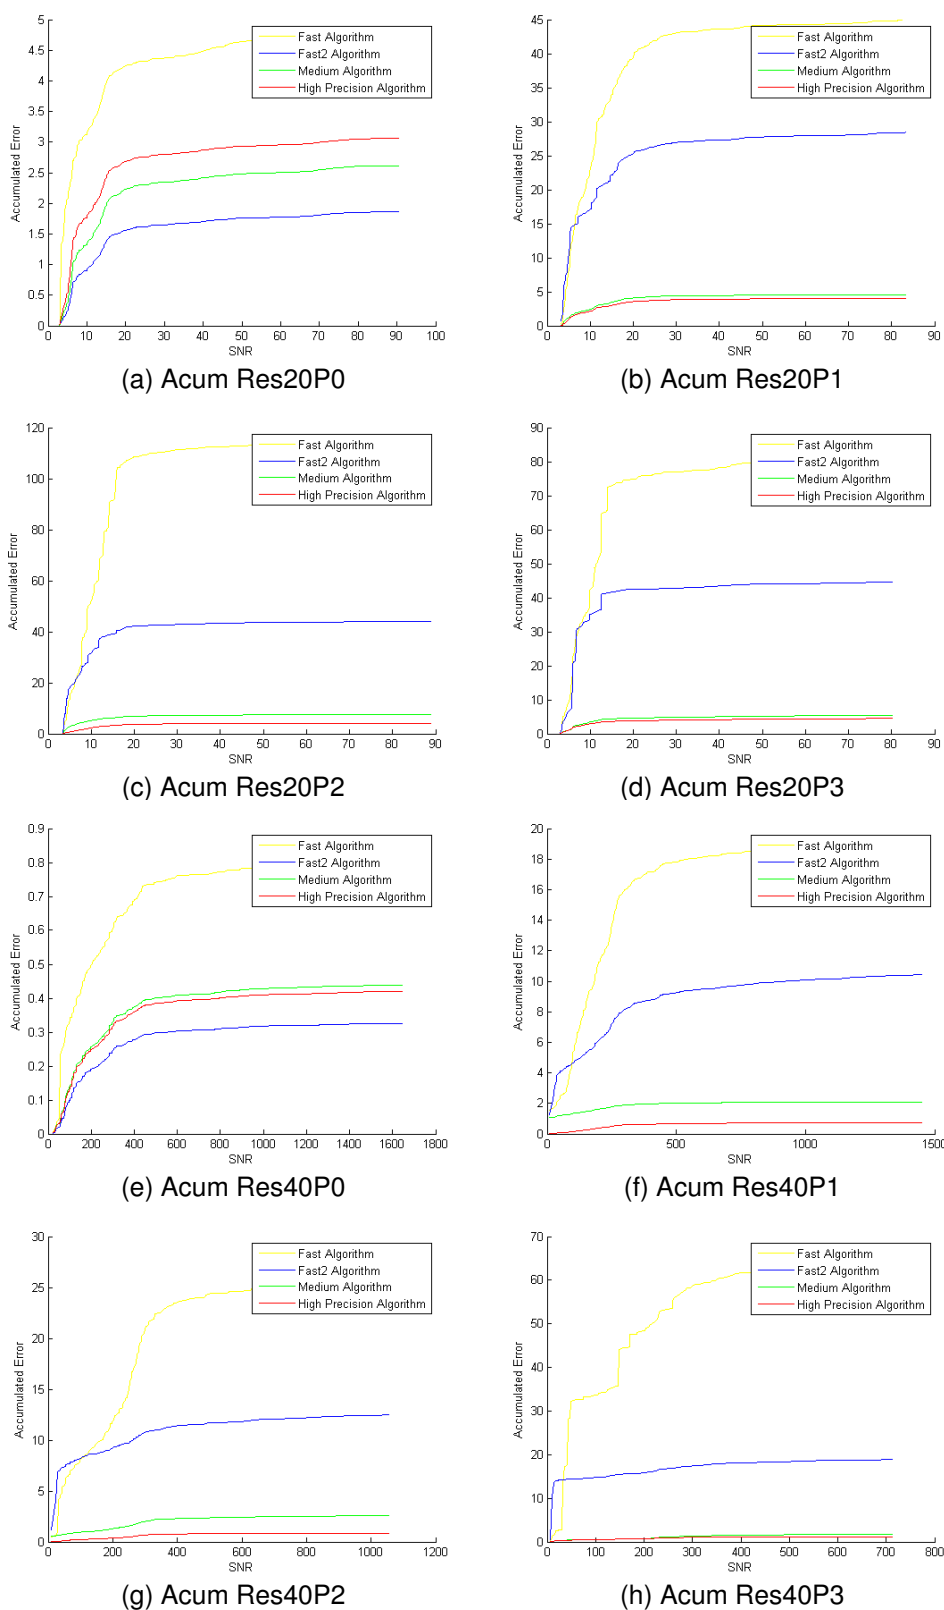 5
4.5
4
3.5
3
2.5
2
1.5
1
0.5
0
Accumulated Error
Fast Algorithm
Fast2 Algorithm
Medium Algorithm
High Precision Algorithm
0 10 20 30 40 50 60 70 80 90 100
SNR
(a) Acum Res20P0
45
40
35
30
25
20
15
10
5
0
Accumulated Error
Fast Algorithm
Fast2 Algorithm
Medium Algorithm
High Precision Algorithm
0 10 20 30 40 50 60 70 80 90
SNR
(b) Acum Res20P1
120
100
80
60
40
20
0
Accumulated Error
Fast Algorithm
Fast2 Algorithm
Medium Algorithm
High Precision Algorithm
0 10 20 30 40 50 60 70 80 90
SNR
(c) Acum Res20P2
90
80
70
60
50
40
30
20
10
0
Accumulated Error
Fast Algorithm
Fast2 Algorithm
Medium Algorithm
High Precision Algorithm
0 10 20 30 40 50 60 70 80 90
SNR
(d) Acum Res20P3
0.9
0.8
0.7
0.6
0.5
0.4
0.3
0.2
0.1
0
Accumulated Error
Fast Algorithm
Fast2 Algorithm
Medium Algorithm
High Precision Algorithm
0 200 400 600 800 1000 1200 1400 1600 1800
SNR
(e) Acum Res40P0
20
18
16
14
12
10
8
6
4
2
0
Accumulated Error
Fast Algorithm
Fast2 Algorithm
Medium Algorithm
High Precision Algorithm
0 500 1000 1500
SNR
(f) Acum Res40P1
30
25
20
15
10
5
0
Accumulated Error
Fast Algorithm
Fast2 Algorithm
Medium Algorithm
High Precision Algorithm
0 200 400 600 800 1000 1200
SNR
(g) Acum Res40P2
70
60
50
40
30
20
10
0
Accumulated Error
Fast Algorithm
Fast2 Algorithm
Medium Algorithm
High Precision Algorithm
0 100 200 300 400 500 600 700 800
SNR
(h) Acum Res40P3